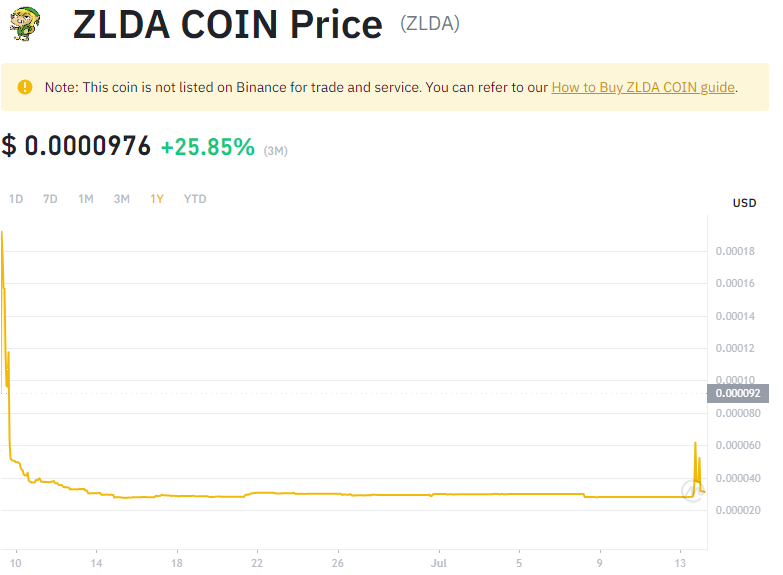 ZLDA COIN Price (ZLDA)
Note: This coin is not listed on Binance for trade and service. You can refer to our How to Buy ZLDA COIN guide.
$ 0.0000976 +25.85% (3M)
1D 7D 1M 3M 1Y YTD
USD
0.00018
0.00016
0.00014
0.00012
0.00010
0.000092
0.000080
0.000060
0.000040
0.000020
10 14 18 22 26 Jul 5 9 13